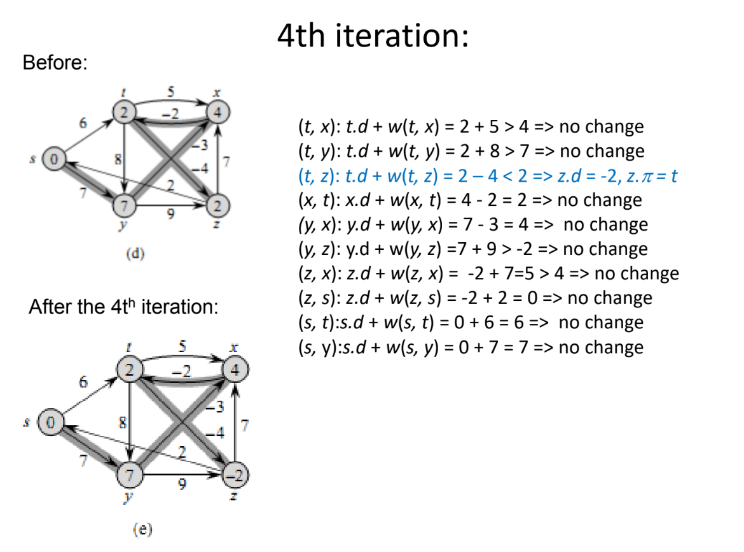 4th iteration:
Before:
t 5 x
2 −2 4
6
−3
s 0 8 −4 7
2
7
7 9 2
y z
(d)
(t, x): t.d + w(t, x) = 2 + 5 > 4 => no change
(t, y): t.d + w(t, y) = 2 + 8 > 7 => no change
(t, z): t.d + w(t, z) = 2 – 4 < 2 => z.d = -2, z.π = t
(x, t): x.d + w(x, t) = 4 - 2 = 2 => no change
(y, x): y.d + w(y, x) = 7 - 3 = 4 => no change
(y, z): y.d + w(y, z) =7 + 9 > -2 => no change
(z, x): z.d + w(z, x) = -2 + 7=5 > 4 => no change
(z, s): z.d + w(z, s) = -2 + 2 = 0 => no change
(s, t):s.d + w(s, t) = 0 + 6 = 6 => no change
(s, y):s.d + w(s, y) = 0 + 7 = 7 => no change
After the 4th iteration:
t 5 x
2 −2 4
6
−3
s 0 8 −4 7
2
7
7 9 −2
y z
(e)